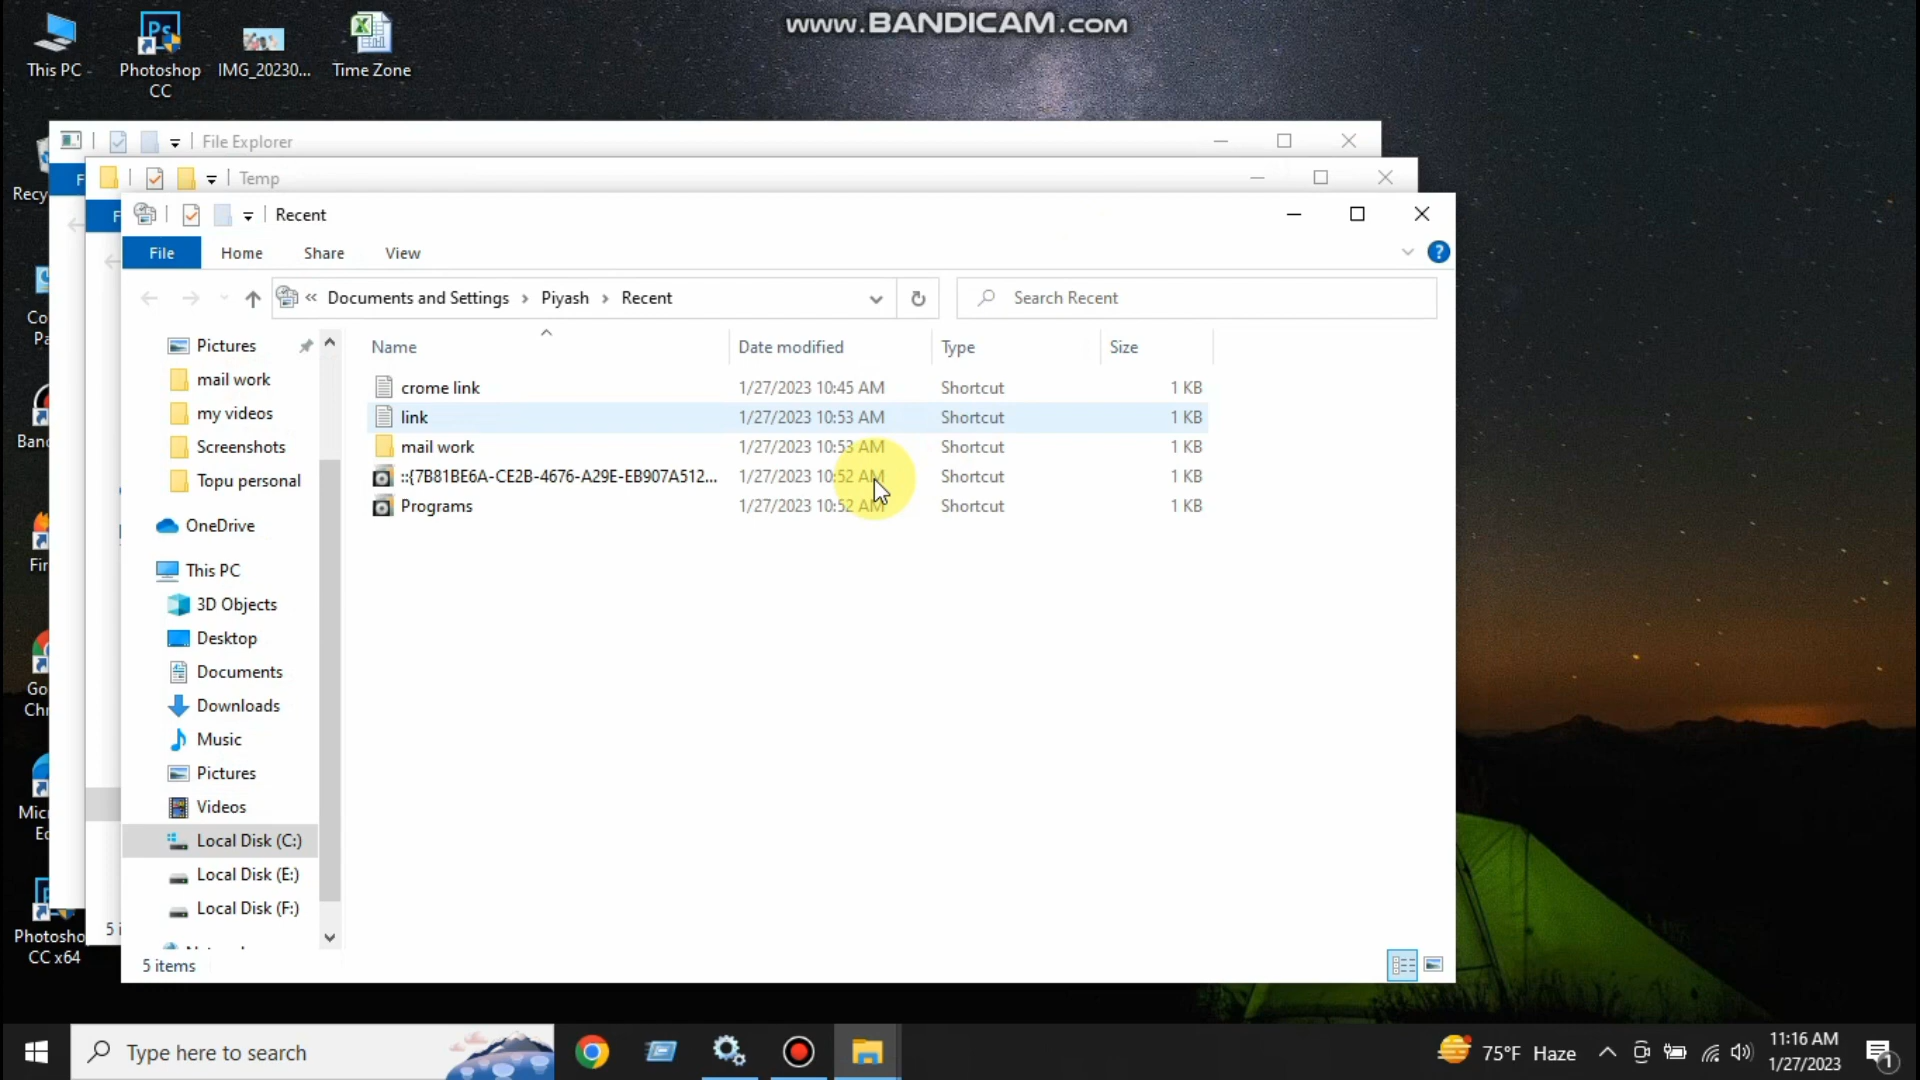 www.BANDICAM.com
This PC
Photoshop
CC
IMG_20230...
Time Zone
File Explorer
Temp
Recent
File
Home
Share
View
« Documents and Settings › Piyash › Recent
Search Recent
Name
Date modified
Type
Size
crome link 1/27/2023 10:45 AM Shortcut 1 KB
link 1/27/2023 10:53 AM Shortcut 1 KB
mail work 1/27/2023 10:53 AM Shortcut 1 KB
::{7B81BE6A-CE2B-4676-A29E-EB907A512... 1/27/2023 10:52 AM Shortcut 1 KB
Programs 1/27/2023 10:52 AM Shortcut 1 KB
Pictures
mail work
my videos
Screenshots
Topu personal
OneDrive
This PC
3D Objects
Desktop
Documents
Downloads
Music
Pictures
Videos
Local Disk (C:)
Local Disk (E:)
Local Disk (F:)
5 items
Recy
Co
Pa
Ban
Fir
Go
Chr
Mic
Ed
Photosho
CC x64
5 i
Type here to search
75°F Haze
11:16 AM
1/27/2023
1